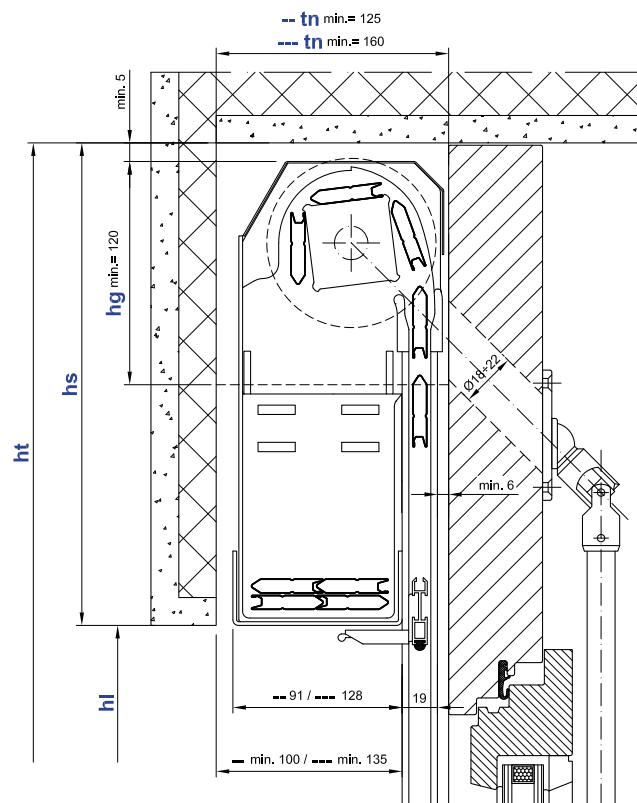 -- tn min.= 125
--- tn min.= 160
min. 5
hg min.= 120
hs
ht
Ø18÷22
min. 6
hl
-- 91 / --- 128
19
– min. 100 / --- min. 135